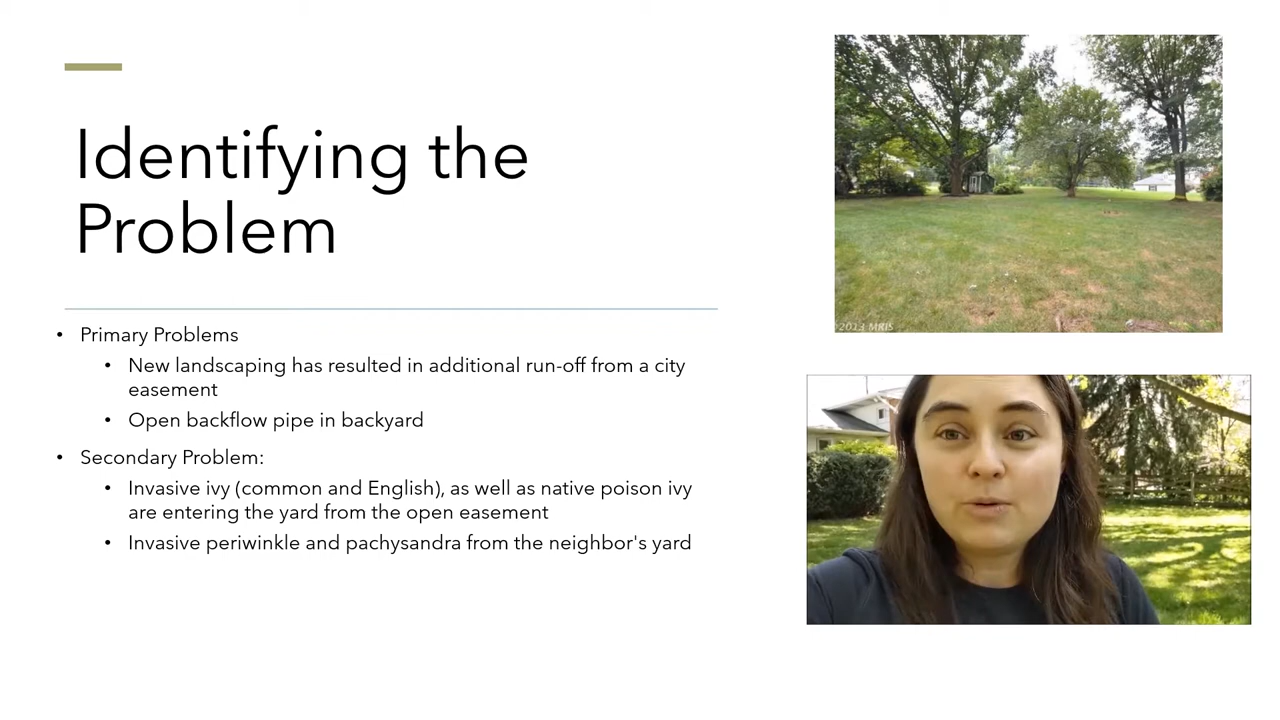 Identifying the
Problem
• Primary Problems
• New landscaping has resulted in additional run-off from a city
easement
• Open backflow pipe in backyard
• Secondary Problem:
• Invasive ivy (common and English), as well as native poison ivy
are entering the yard from the open easement
• Invasive periwinkle and pachysandra from the neighbor's yard
©2013 MRIS